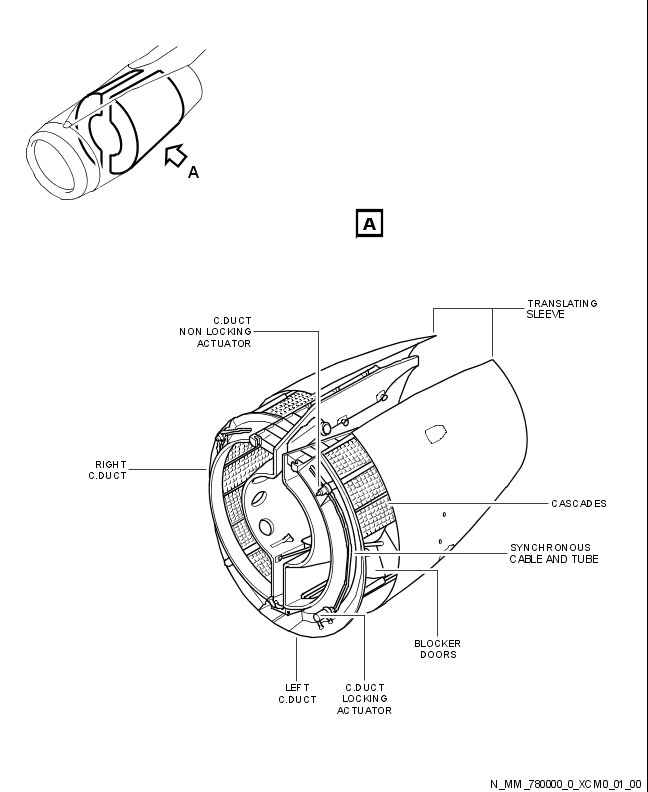 A
A
TRANSLATING
SLEEVE
C.DUCT
NON LOCKING
ACTUATOR
RIGHT
C.DUCT
CASCADES
SYNCHRONOUS
CABLE AND TUBE
BLOCKER
DOORS
LEFT
C.DUCT
C.DUCT
LOCKING
ACTUATOR
N_MM_780000_0_XCM0_01_00